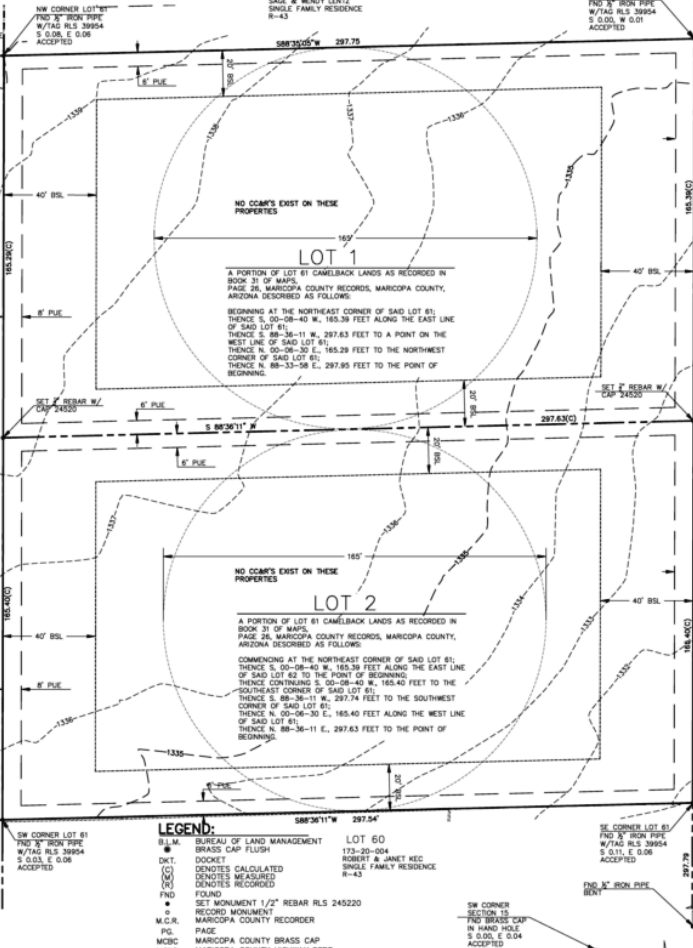 SAGE & WENDY LENTZ
SINGLE FAMILY RESIDENCE
R-43
NW CORNER LOT 61
FND ½" IRON PIPE
W/TAG RLS 39954
S 0.08, E 0.06
ACCEPTED
FND ½" IRON PIPE
W/TAG RLS 39954
S 0.00, W 0.01
ACCEPTED
S88°35'05"W 297.75
6' PUE
20' BSL
1339
1338
1337
1336
1335
NO CC&R'S EXIST ON THESE
PROPERTIES
40' BSL
165.29(C)
165.39(C)
165'
LOT 1
A PORTION OF LOT 61 CAMELBACK LANDS AS RECORDED IN
BOOK 31 OF MAPS,
PAGE 26, MARICOPA COUNTY RECORDS, MARICOPA COUNTY,
ARIZONA DESCRIBED AS FOLLOWS:
BEGINNING AT THE NORTHEAST CORNER OF SAID LOT 61;
THENCE S, 00-08-40 W., 165.39 FEET ALONG THE EAST LINE
OF SAID LOT 61;
THENCE S. 88-36-11 W., 297.63 FEET TO A POINT ON THE
WEST LINE OF SAID LOT 61;
THENCE N. 00-06-30 E., 165.29 FEET TO THE NORTHWEST
CORNER OF SAID LOT 61;
THENCE N. 88-33-58 E., 297.95 FEET TO THE POINT OF
BEGINNING.
40' BSL
8' PUE
SET REBAR W/
CAP 24520
6' PUE
20' BSL
SET REBAR W/
CAP 24520
S 88°36'11" W
297.63(C)
6' PUE
20' BSL
1337
1336
1335
1334
1333
1332
165'
NO CC&R'S EXIST ON THESE
PROPERTIES
LOT 2
A PORTION OF LOT 61 CAMELBACK LANDS AS RECORDED IN
BOOK 31 OF MAPS,
PAGE 26, MARICOPA COUNTY RECORDS, MARICOPA COUNTY,
ARIZONA DESCRIBED AS FOLLOWS:
COMMENCING AT THE NORTHEAST CORNER OF SAID LOT 61;
THENCE S, 00-08-40 W., 165.39 FEET ALONG THE EAST LINE
OF SAID LOT 62 TO THE POINT OF BEGINNING;
THENCE CONTINUING S. 00-08-40 W., 165.40 FEET TO THE
SOUTHEAST CORNER OF SAID LOT 61;
THENCE S. 88-36-11 W., 297.74 FEET TO THE SOUTHWEST
CORNER OF SAID LOT 61;
THENCE N. 00-06-30 E., 165.40 FEET ALONG THE WEST LINE
OF SAID LOT 61;
THENCE N. 88-36-11 E., 297.63 FEET TO THE POINT OF
BEGINNING.
165.40(C)
165.40(C)
40' BSL
40' BSL
8' PUE
1336
1335
6' PUE
20' BSL
S88°36'11"W 297.54'
SW CORNER LOT 61
FND ½" IRON PIPE
W/TAG RLS 39954
S 0.03, E 0.06
ACCEPTED
LEGEND:
B.L.M. BUREAU OF LAND MANAGEMENT
BRASS CAP FLUSH
DKT. DOCKET
(C) DENOTES CALCULATED
(M) DENOTES MEASURED
(R) DENOTES RECORDED
FND FOUND
SET MONUMENT 1/2" REBAR RLS 245220
RECORD MONUMENT
M.C.R. MARICOPA COUNTY RECORDER
PG. PAGE
MCBC MARICOPA COUNTY BRASS CAP
LOT 60
173-20-004
ROBERT & JANET KEC
SINGLE FAMILY RESIDENCE
R-43
SE CORNER LOT 61
FND ½" IRON PIPE
W/TAG RLS 39954
S 0.11, E 0.06
ACCEPTED
297.79
FND ½" IRON PIPE
BENT
SW CORNER
SECTION 15
FND BRASS CAP
IN HAND HOLE
S 0.00, E 0.04
ACCEPTED